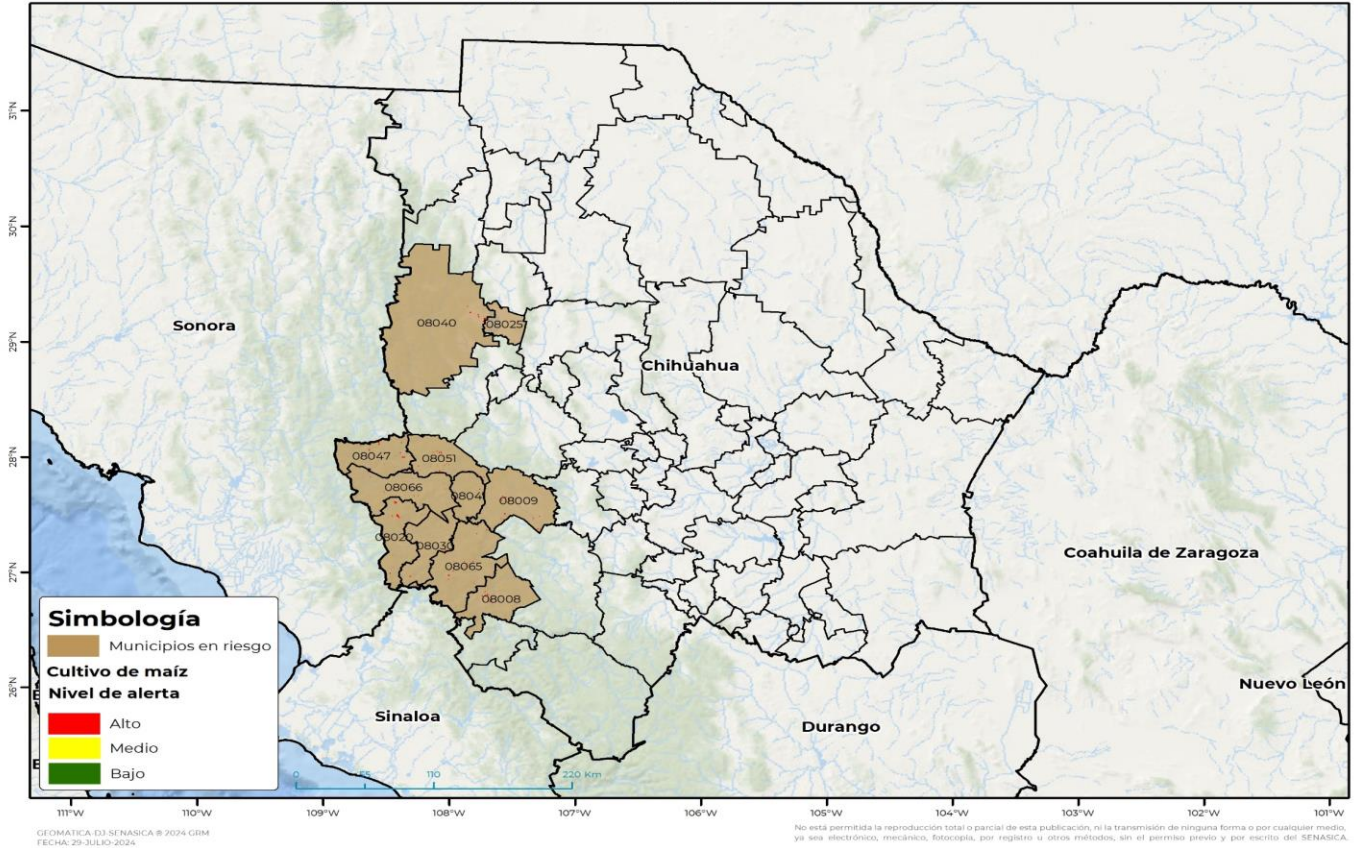 31°N
30°N
29°N
28°N
27°N
26°N
Sonora
Chihuahua
Coahuila de Zaragoza
Nuevo León
Sinaloa
Durango
08040
08025
08047
08051
08066
0804
08009
08020
08030
08065
08008
Simbología
Municipios en riesgo
Cultivo de maíz
Nivel de alerta
Alto
Medio
Bajo
0 55 110 220 Km
111°W 110°W 109°W 108°W 107°W 106°W 105°W 104°W 103°W 102°W 101°W
GEOMATICA-DJ-SENASICA ® 2024 GRM
FECHA: 29-JULIO-2024
No está permitida la reproducción total o parcial de esta publicación, ni la transmisión de ninguna forma o por cualquier medio,
ya sea electrónico, mecánico, fotocopia, por registro u otros métodos, sin el permiso previo y por escrito del SENASICA.